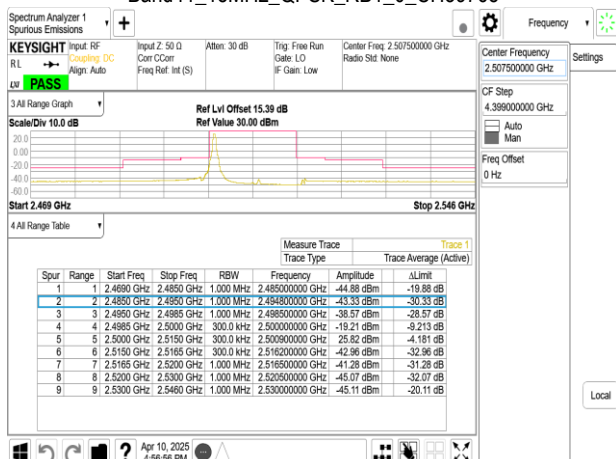 Spectrum Analyzer 1
Spurious Emissions
Frequency
KEYSIGHT
RL
PASS
Input: RF
Coupling: DC
Align: Auto
Input Z: 50 Ω
Corr CCorr
Freq Ref: Int (S)
Atten: 30 dB
Trig: Free Run
Gate: LO
IF Gain: Low
Center Freq: 2.507500000 GHz
Radio Std: None
Center Frequency
2.507500000 GHz
Settings
CF Step
4.399000000 GHz
Auto
Man
Freq Offset
0 Hz
3 All Range Graph
Scale/Div 10.0 dB
Ref Lvl Offset 15.39 dB
Ref Value 30.00 dBm
20.0
0.00
-20.0
-40.0
-60.0
Start 2.469 GHz
Stop 2.546 GHz
4 All Range Table
Measure Trace Trace 1
Trace Type Trace Average (Active)
Spur Range Start Freq Stop Freq RBW Frequency Amplitude ΔLimit
1 1 2.4690 GHz 2.4850 GHz 1.000 MHz 2.485000000 GHz -44.88 dBm -19.88 dB
2 2 2.4850 GHz 2.4950 GHz 1.000 MHz 2.494800000 GHz -43.33 dBm -30.33 dB
3 3 2.4950 GHz 2.4985 GHz 1.000 MHz 2.498500000 GHz -38.57 dBm -28.57 dB
4 4 2.4985 GHz 2.5000 GHz 300.0 kHz 2.500000000 GHz -19.21 dBm -9.213 dB
5 5 2.5000 GHz 2.5150 GHz 300.0 kHz 2.500900000 GHz 25.82 dBm -4.181 dB
6 6 2.5150 GHz 2.5165 GHz 300.0 kHz 2.516200000 GHz -42.96 dBm -32.96 dB
7 7 2.5165 GHz 2.5200 GHz 1.000 MHz 2.516500000 GHz -41.28 dBm -31.28 dB
8 8 2.5200 GHz 2.5300 GHz 1.000 MHz 2.520500000 GHz -45.07 dBm -32.07 dB
9 9 2.5300 GHz 2.5460 GHz 1.000 MHz 2.530000000 GHz -45.11 dBm -20.11 dB
Local
Apr 10, 2025
4:56:56 PM